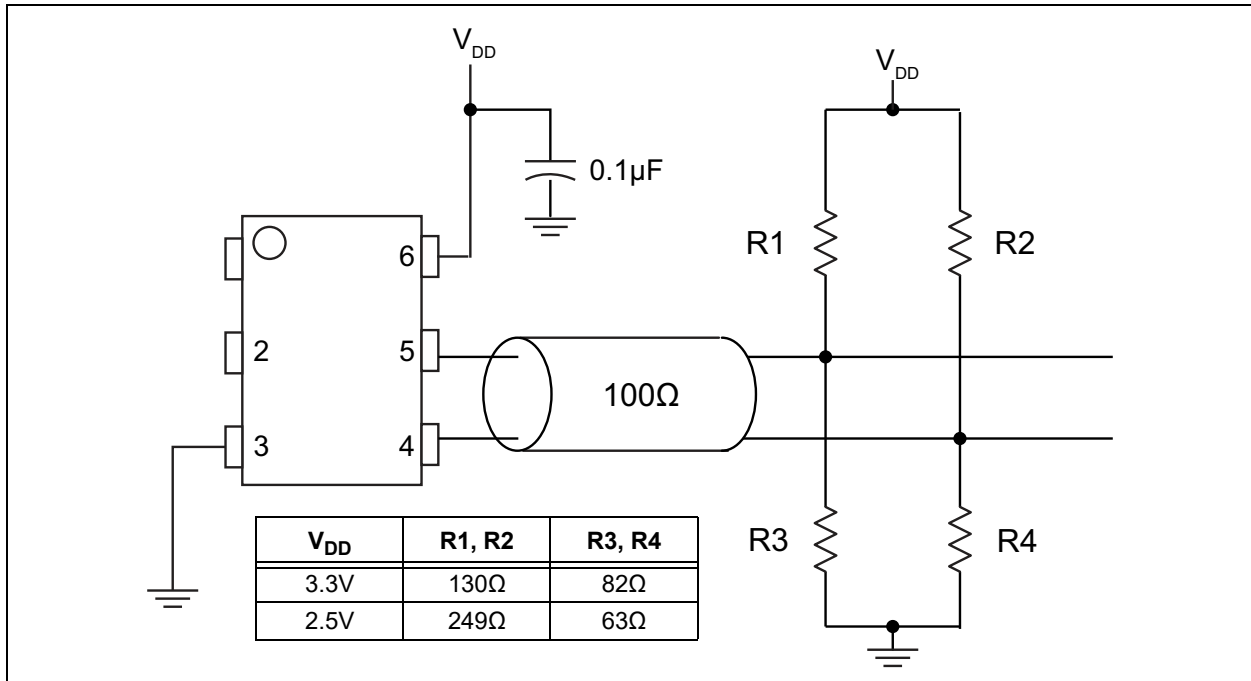 VDD
VDD
0.1µF
R1
R2
6
2
5
100Ω
3
4
R3
R4
VDD R1, R2 R3, R4
3.3V 130Ω 82Ω
2.5V 249Ω 63Ω